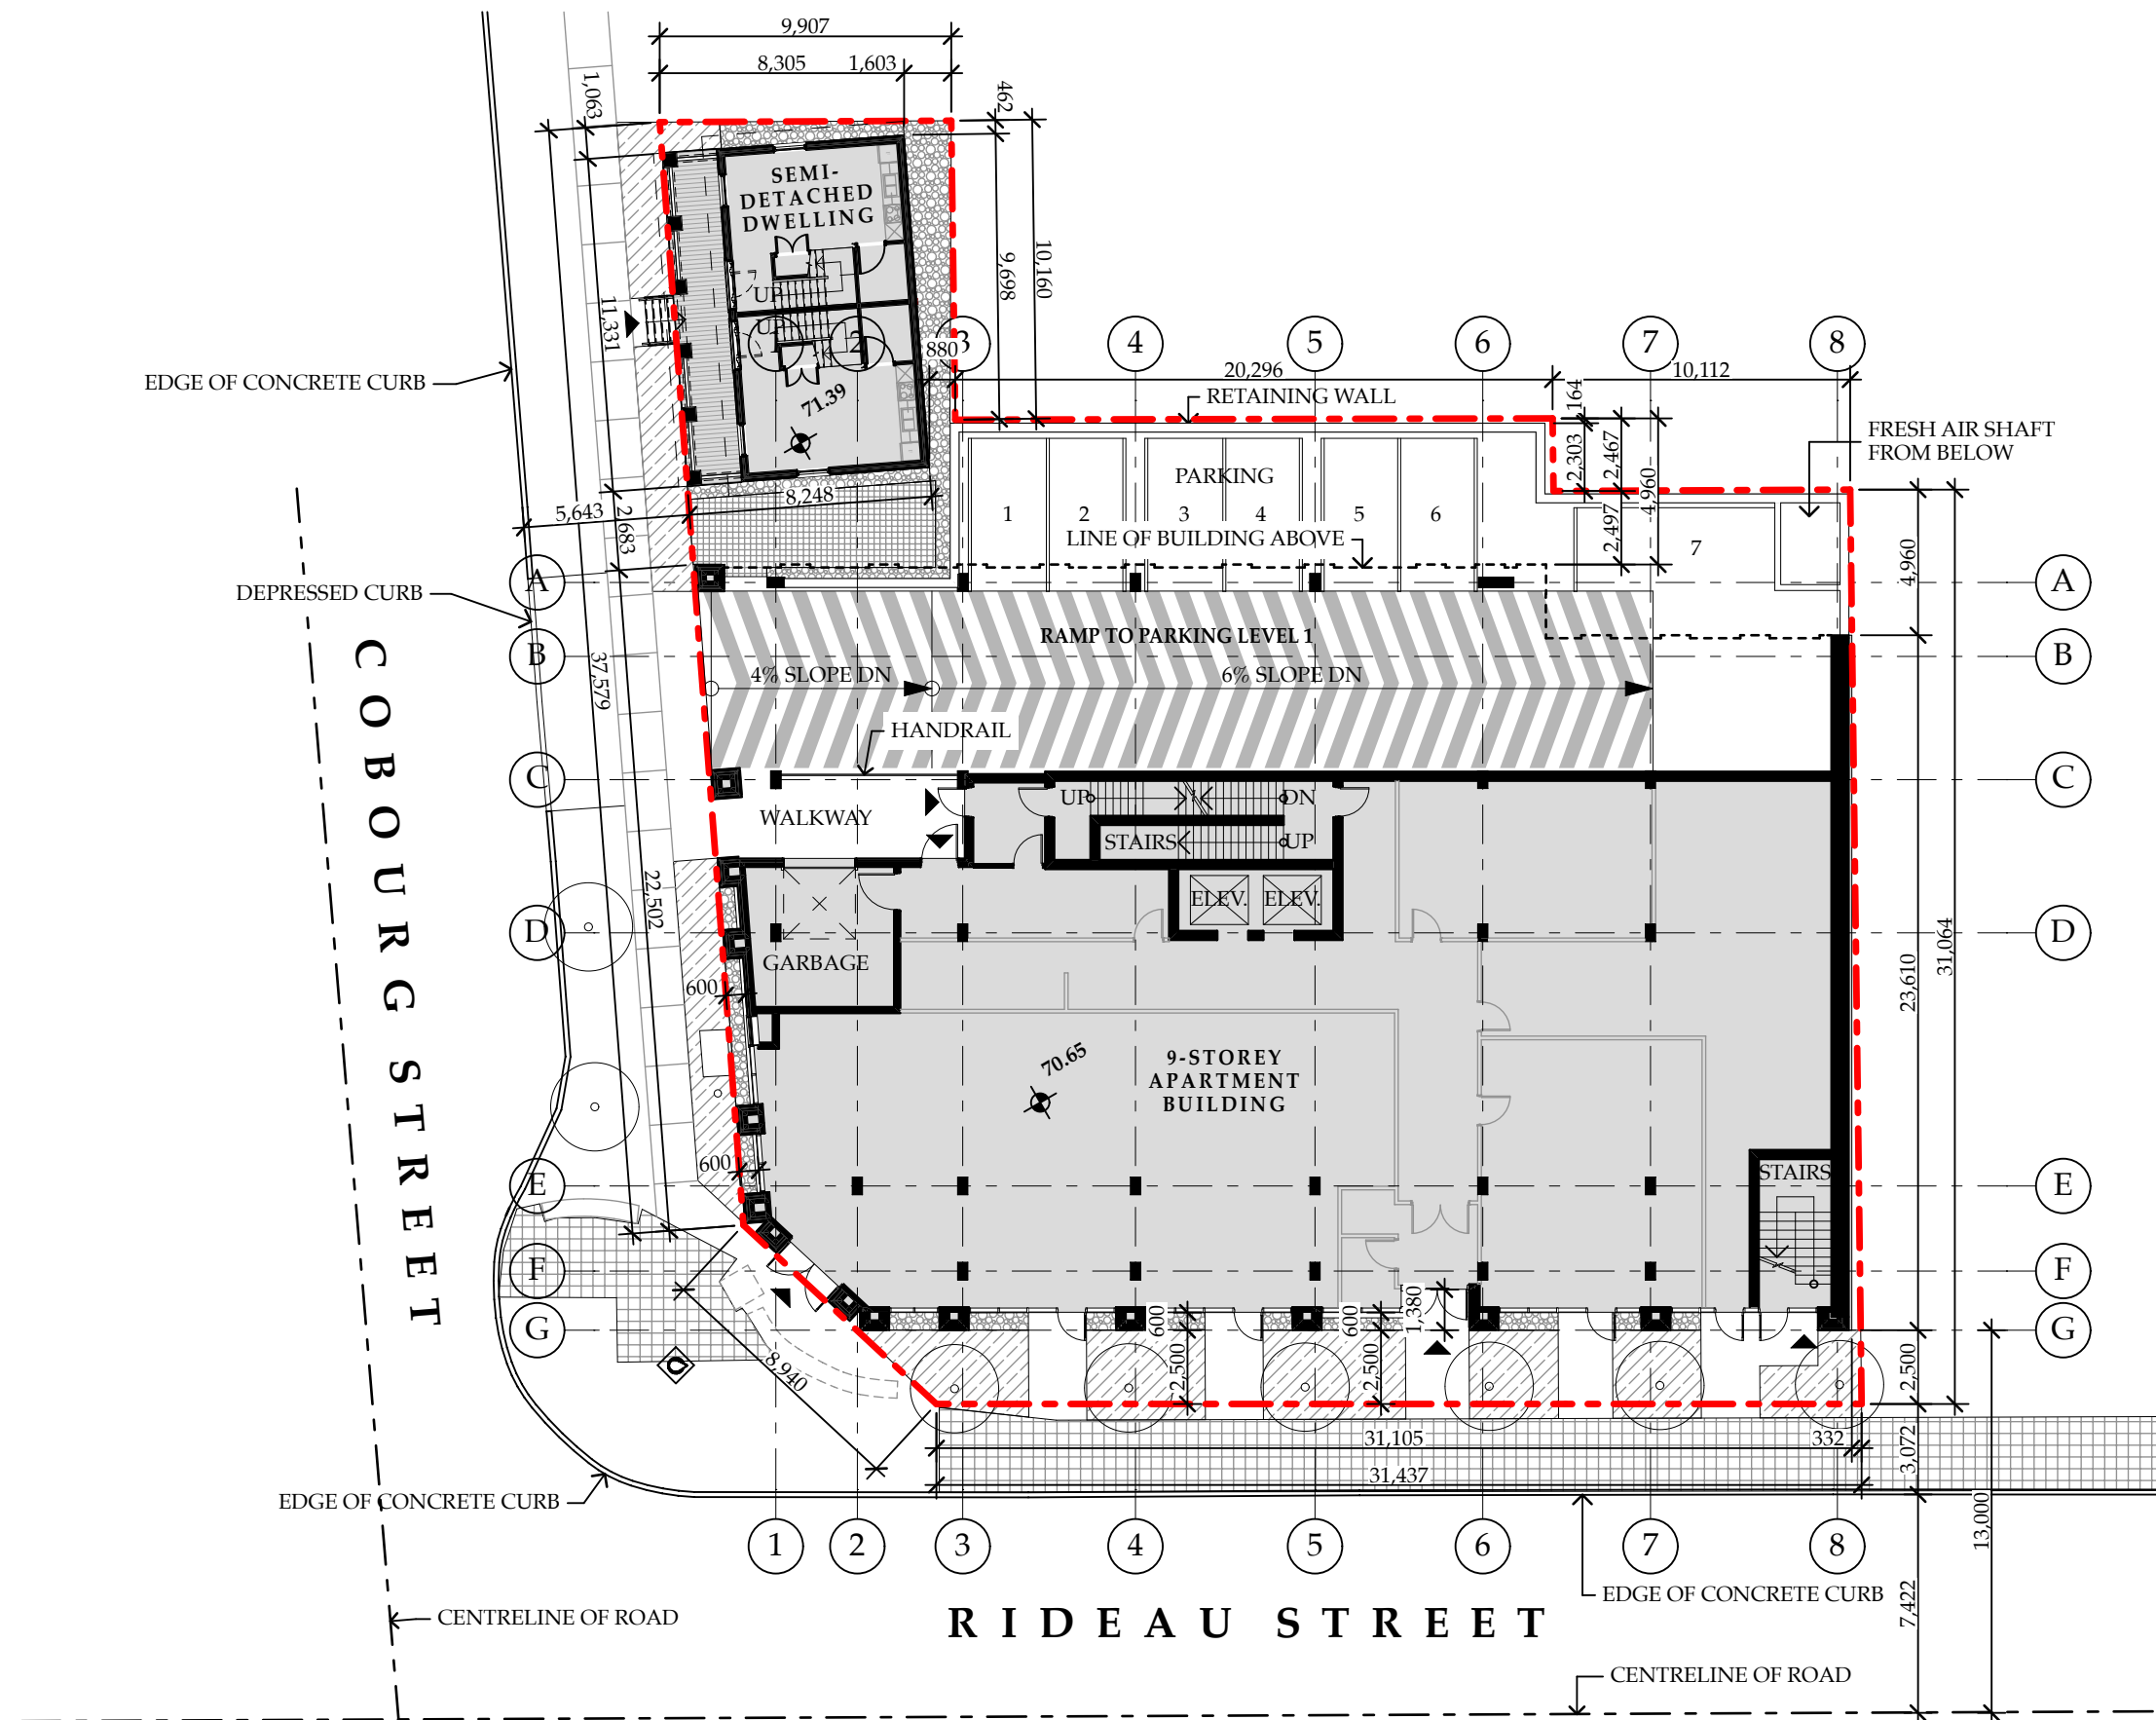 9,907
8,305
1,603
1,063
462
SEMI-
DETACHED
DWELLING
9,698
10,160
UP
UP
11,331
2
3
4
5
6
7
8
880
EDGE OF CONCRETE CURB
20,296
10,112
RETAINING WALL
164
71.39
FRESH AIR SHAFT
FROM BELOW
2,303
2,467
4,960
PARKING
8,248
5,643
2,683
1
2
3
4
5
6
7
2,497
LINE OF BUILDING ABOVE
4,960
A
A
DEPRESSED CURB
RAMP TO PARKING LEVEL 1
B
B
37,579
4% SLOPE DN
6% SLOPE DN
HANDRAIL
C
C
COBOURG STREET
UP
DN
WALKWAY
STAIRS
UP
22,502
ELEV.
ELEV.
D
D
31,064
GARBAGE
23,610
600
70.65
9-STOREY
APARTMENT
BUILDING
600
STAIRS
E
E
F
F
1,380
600
600
G
G
8,940
2,500
2,500
2,500
31,105
332
3,072
31,437
EDGE OF CONCRETE CURB
13,000
1
2
3
4
5
6
7
8
EDGE OF CONCRETE CURB
7,422
CENTRELINE OF ROAD
RIDEAU STREET
CENTRELINE OF ROAD